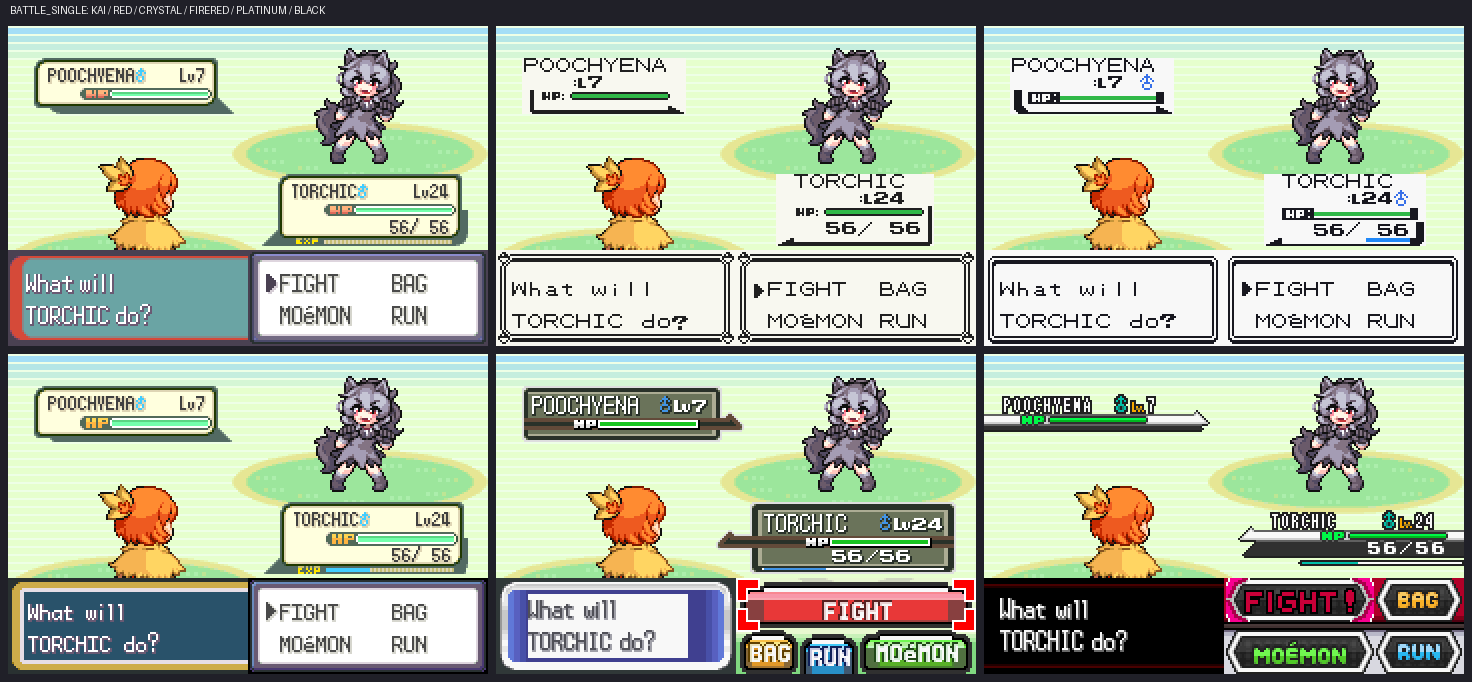 BATTLE_SINGLE: KAI / RED / CRYSTAL / FIRERED / PLATINUM / BLACK
POOCHYENA♂ Lv7
HP
TORCHIC♂ Lv24
HP
56/ 56
EXP
What will
TORCHIC do?
FIGHT BAG
MOéMON RUN
POOCHYENA
:L7
HP:
TORCHIC
:L24
HP:
56/ 56
What will
TORCHIC do?
FIGHT BAG
MOéMON RUN
POOCHYENA
:L7♂
HP:
TORCHIC
:L24♂
HP:
56/ 56
What will
TORCHIC do?
FIGHT BAG
MOéMON RUN
POOCHYENA♂ Lv7
HP
TORCHIC♂ Lv24
HP
56/ 56
EXP
What will
TORCHIC do?
FIGHT BAG
MOéMON RUN
POOCHYENA ♂Lv7
HP
TORCHIC ♂Lv24
HP
56/56
What will
TORCHIC do?
FIGHT
BAG RUN MOéMON
POOCHYENA ♂Lv.7
HP
TORCHIC ♂Lv.24
HP
56/56
What will
TORCHIC do?
FIGHT! BAG
MOÉMON RUN